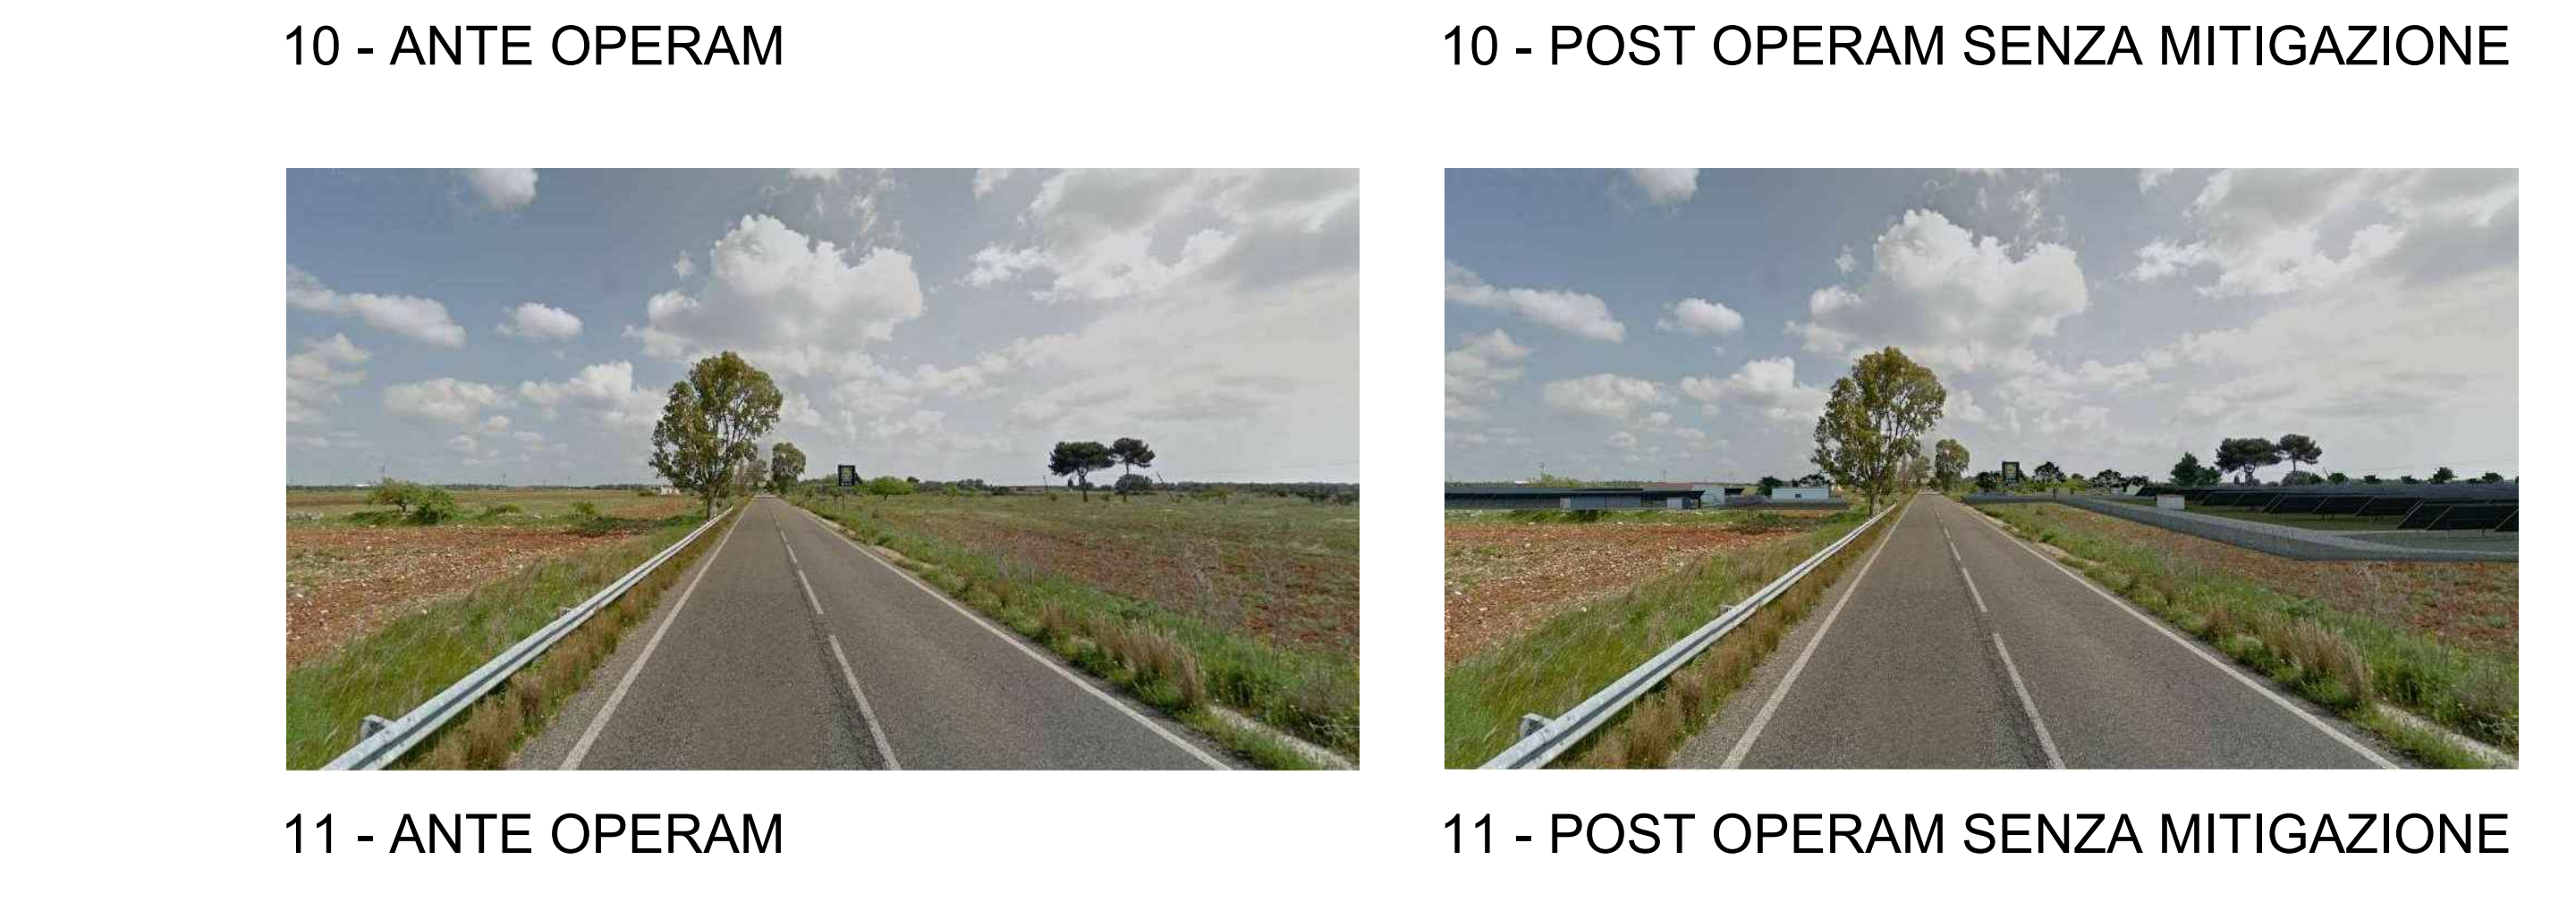 10 - ANTE OPERAM
10 - POST OPERAM SENZA MITIGAZIONE
11 - ANTE OPERAM
11 - POST OPERAM SENZA MITIGAZIONE